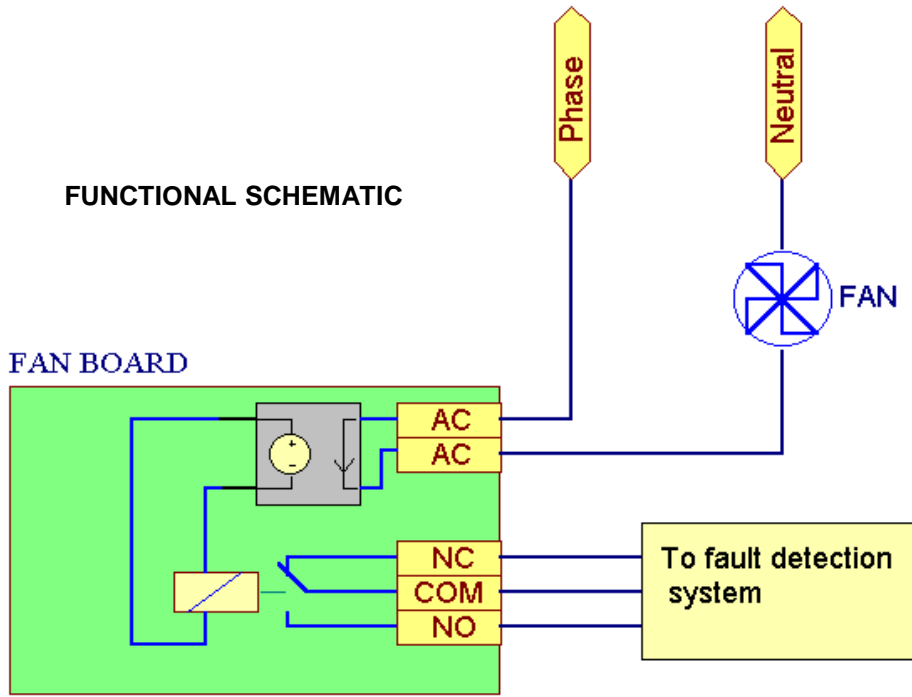 Phase
Neutral
FUNCTIONAL SCHEMATIC
FAN
FAN BOARD
AC
AC
NC
COM
NO
To fault detection
system